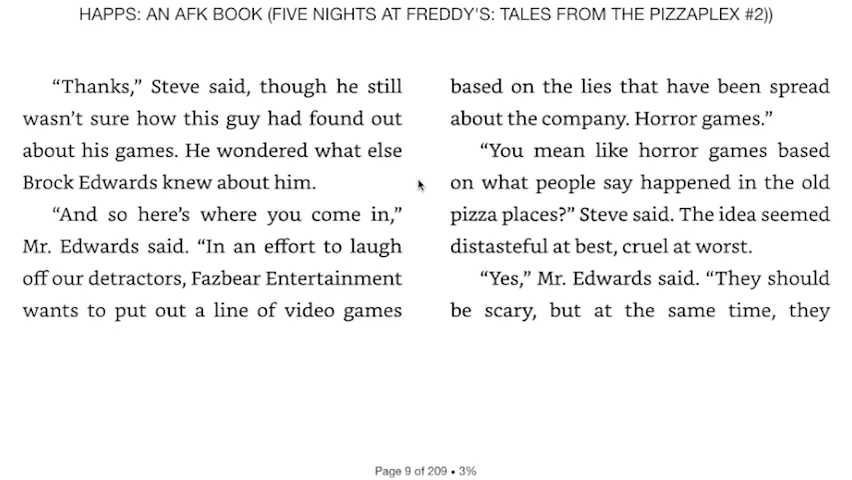 HAPPS: AN AFK BOOK (FIVE NIGHTS AT FREDDY'S: TALES FROM THE PIZZAPLEX #2))
“Thanks,” Steve said, though he still
wasn’t sure how this guy had found out
about his games. He wondered what else
Brock Edwards knew about him.
“And so here’s where you come in,”
Mr. Edwards said. “In an effort to laugh
off our detractors, Fazbear Entertainment
wants to put out a line of video games
based on the lies that have been spread
about the company. Horror games.”
“You mean like horror games based
on what people say happened in the old
pizza places?” Steve said. The idea seemed
distasteful at best, cruel at worst.
“Yes,” Mr. Edwards said. “They should
be scary, but at the same time, they
Page 9 of 209 • 3%